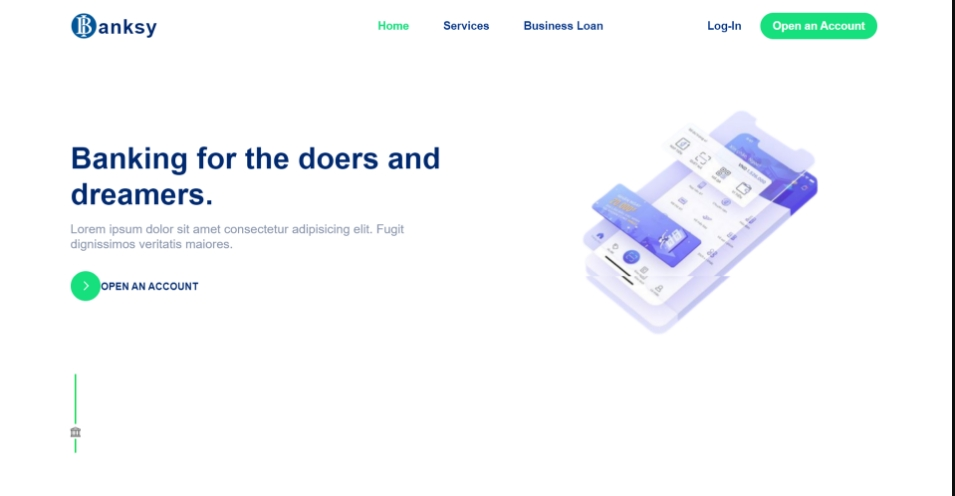 Banksy
Home Services Business Loan Log-In Open an Account
Banking for the doers and
dreamers.
Lorem ipsum dolor sit amet consectetur adipisicing elit. Fugit
dignissimos veritatis maiores.
OPEN AN ACCOUNT